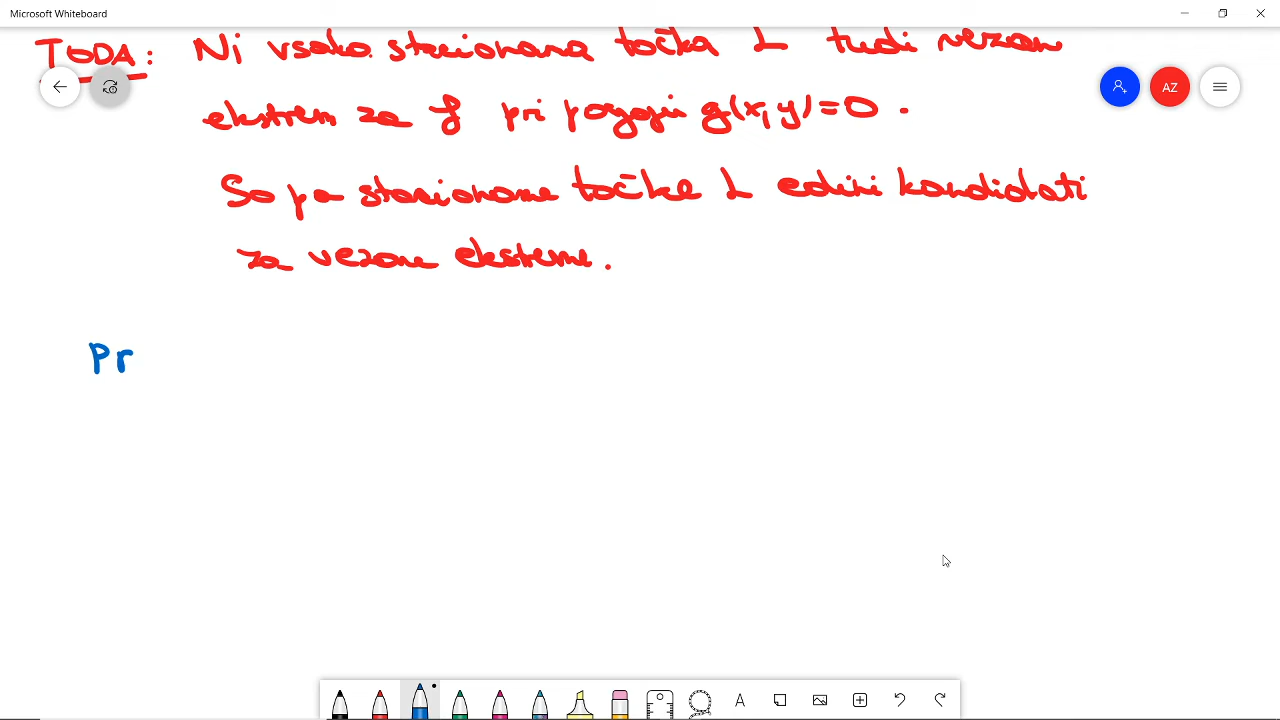 Microsoft Whiteboard
TODA: Ni vsaka stacionarna točka L tudi vezan
ekstrem za f pri pogoju g(x,y)=0.
So pa stacionarne točke L edini kandidati
za vezane ekstreme.
AZ
Pr
A